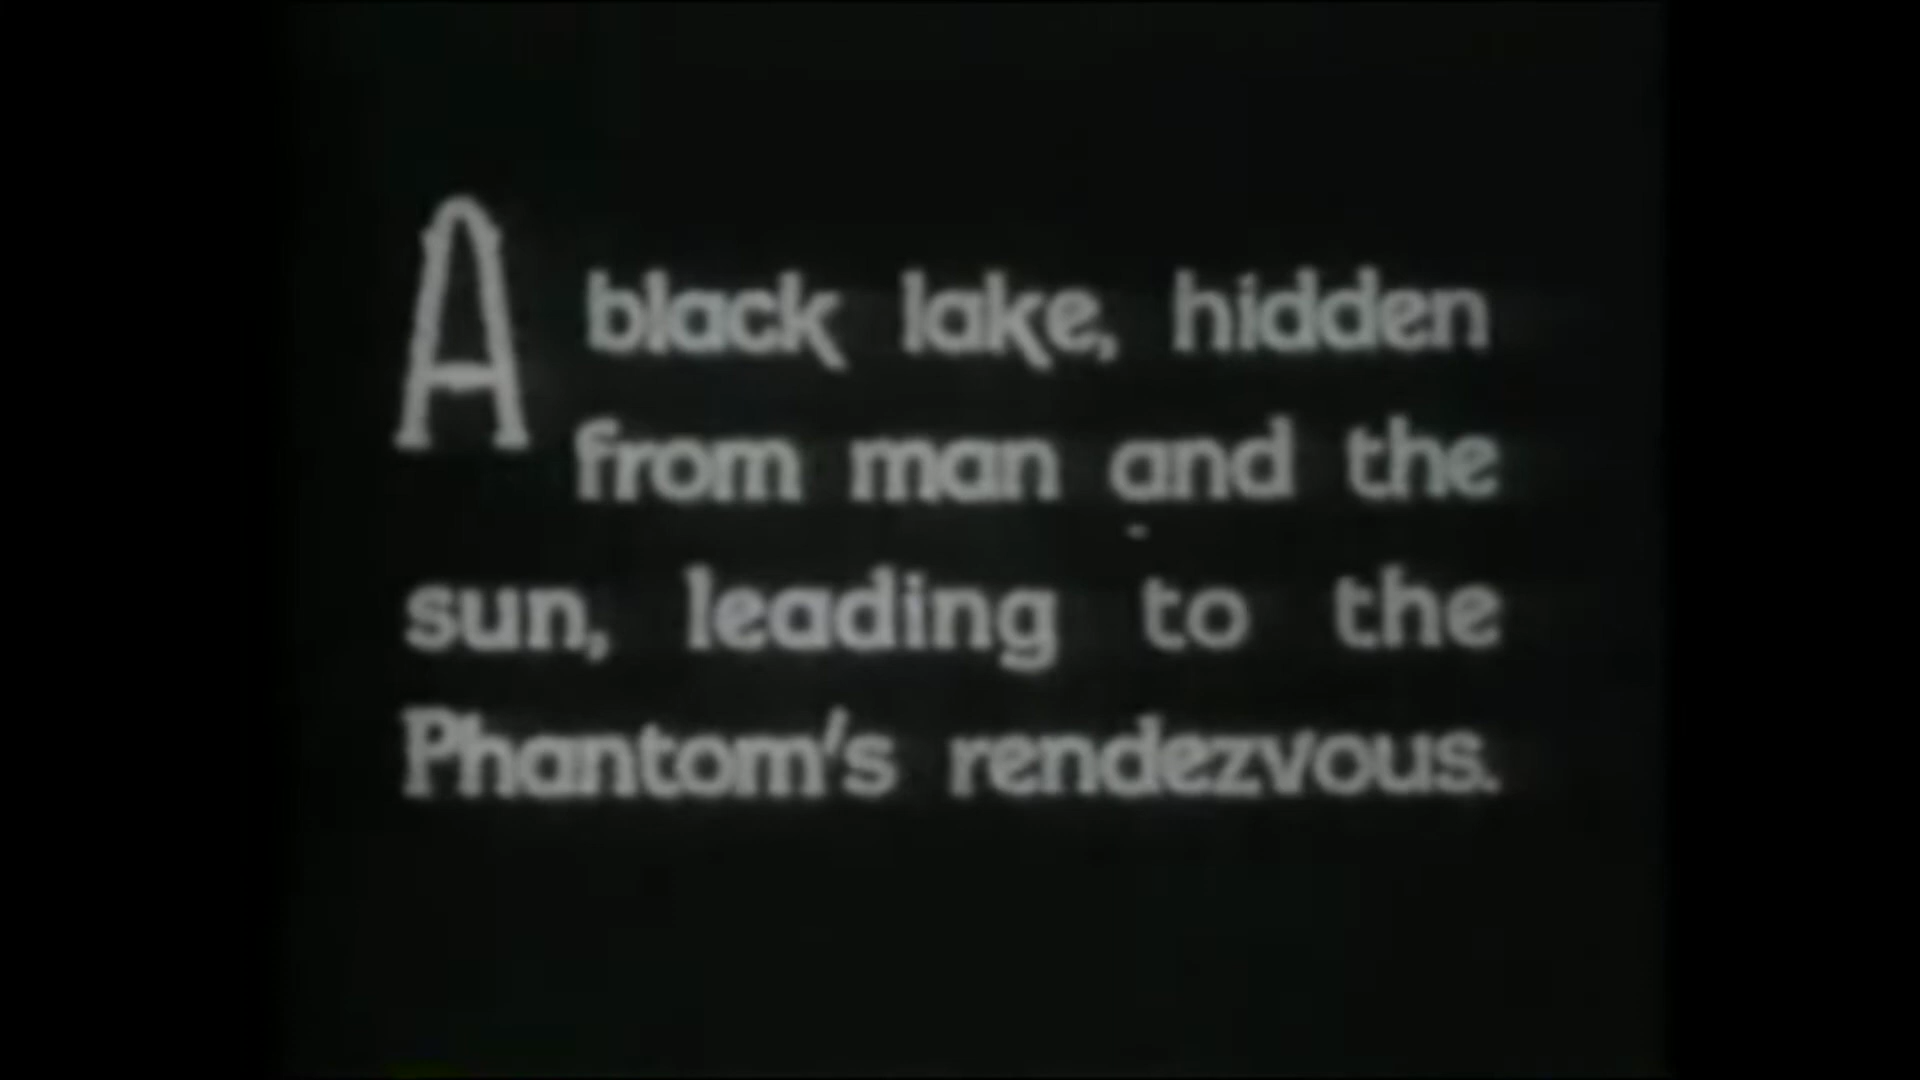 A black lake, hidden
from man and the
sun, leading to the
Phantom's rendezvous.